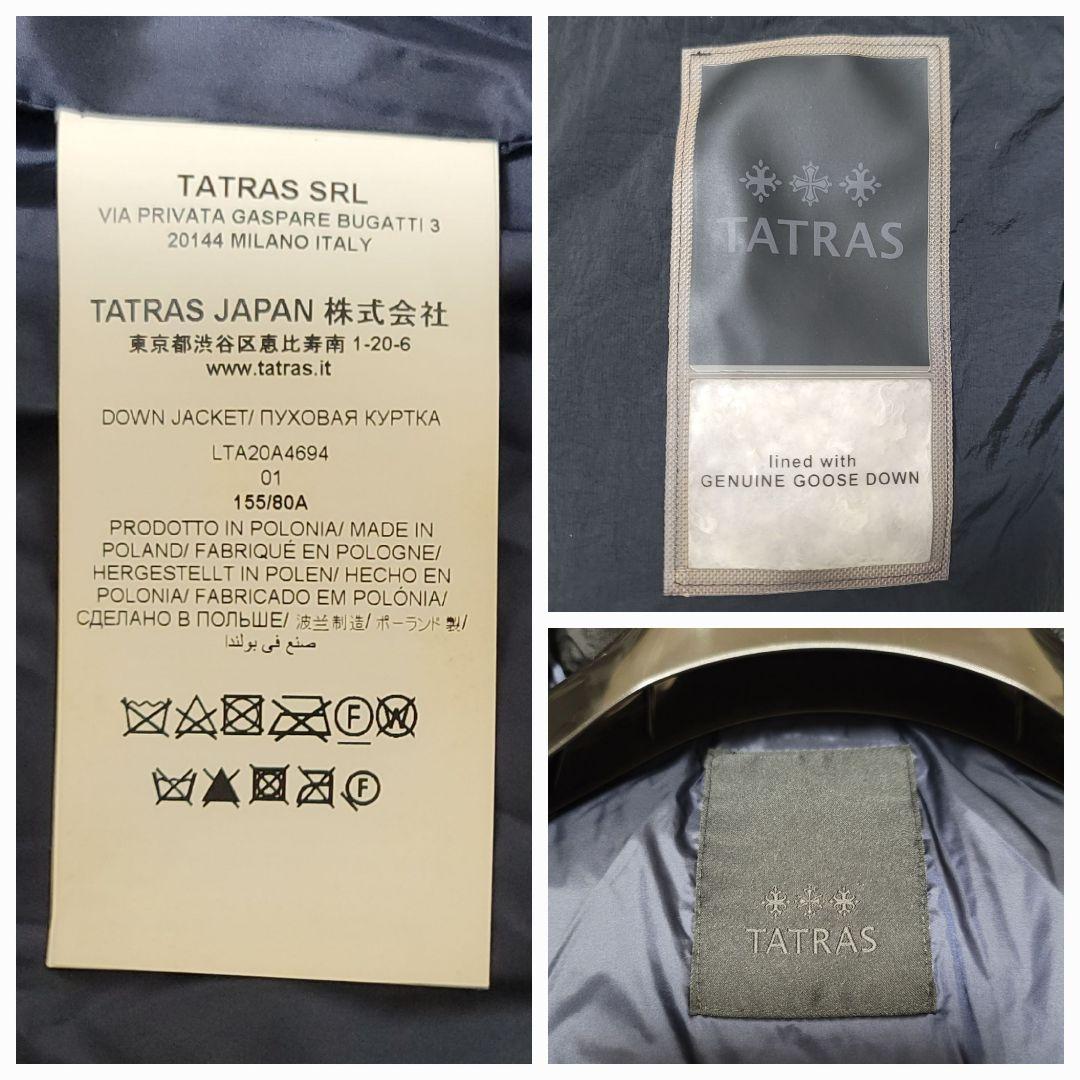 TATRAS SRL
VIA PRIVATA GASPARE BUGATTI 3
20144 MILANO ITALY
TATRAS JAPAN 株式会社
東京都渋谷区恵比寿南 1-20-6
www.tatras.it
DOWN JACKET/ ПУХОВАЯ КУРТКА
LTA20A4694
01
155/80A
PRODOTTO IN POLONIA/ MADE IN
POLAND/ FABRIQUÉ EN POLOGNE/
HERGESTELLT IN POLEN/ HECHO EN
POLONIA/ FABRICADO EM POLÓNIA/
СДЕЛАНО В ПОЛЬШЕ/ 波兰制造/ ポーランド製/
صنع في بولندا
F W
F
TATRAS
lined with
GENUINE GOOSE DOWN
TATRAS